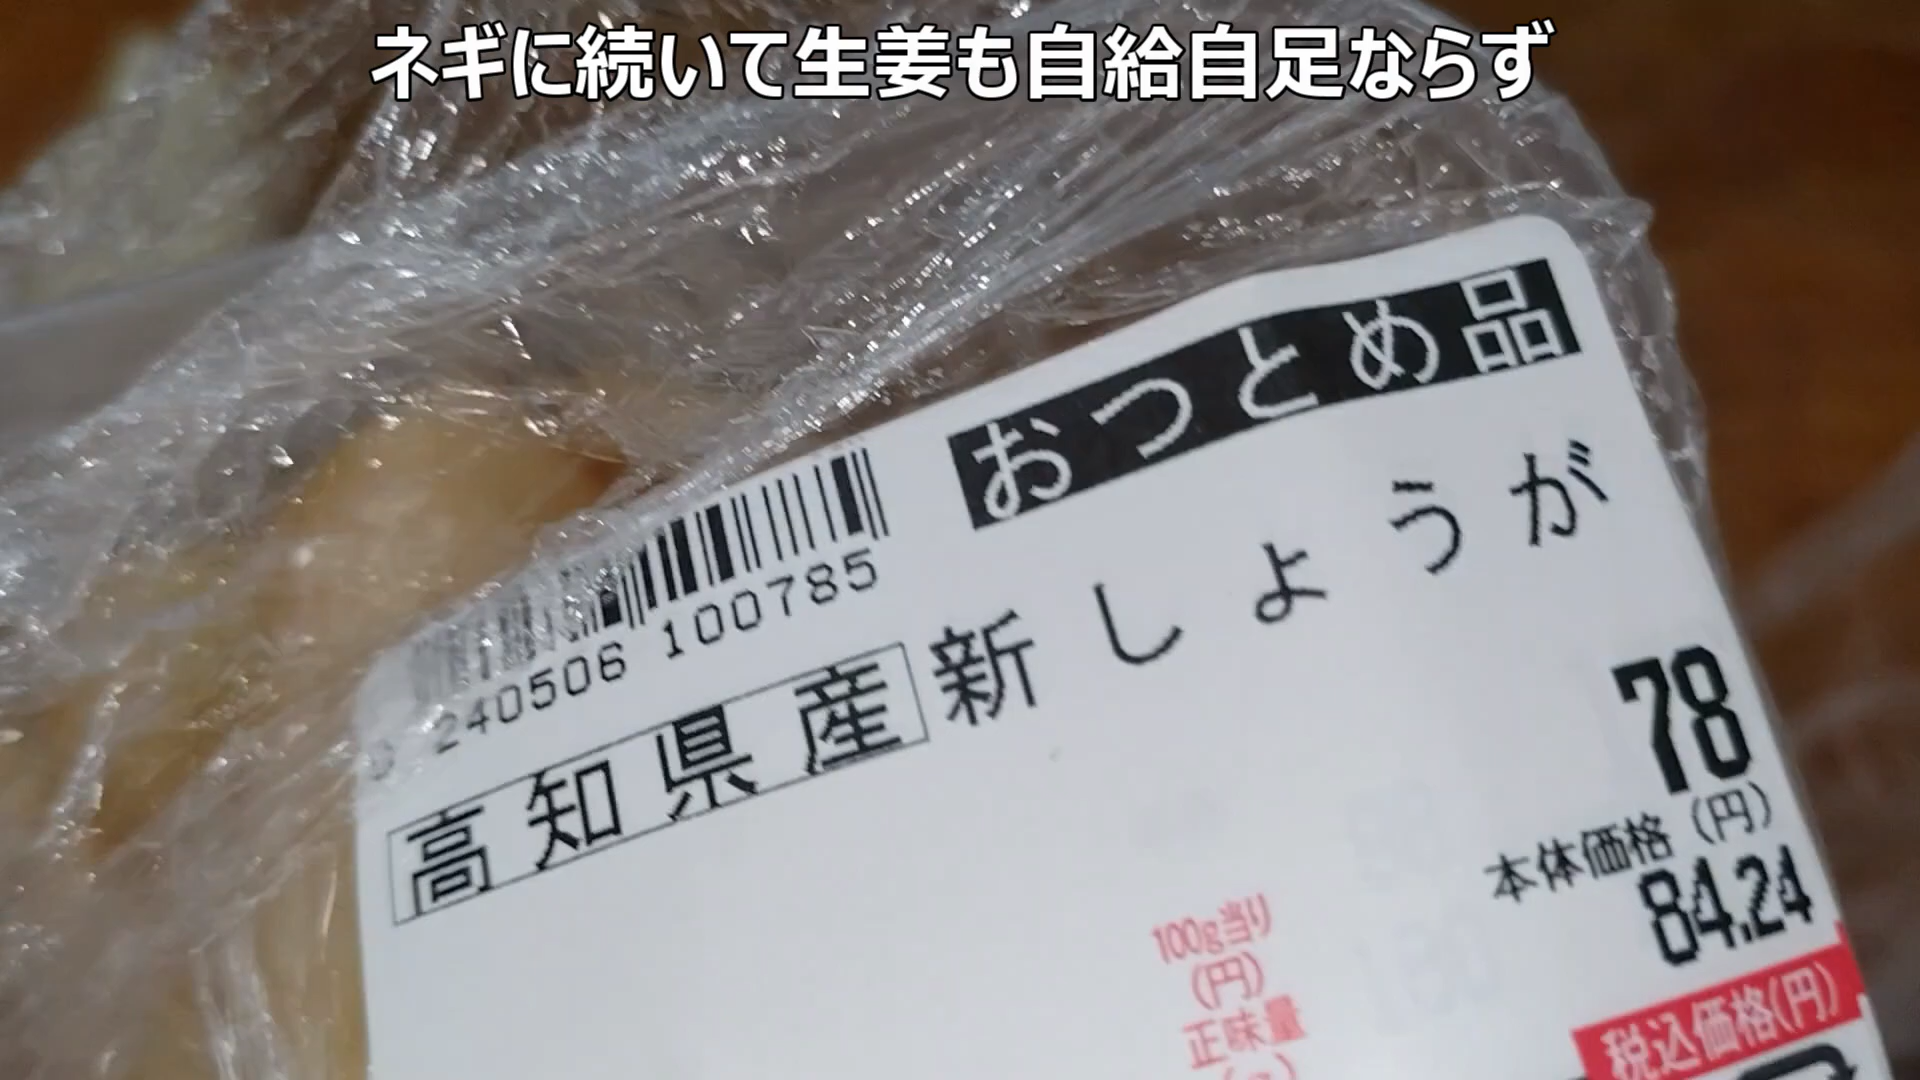 ネギに続いて生姜も自給自足ならず
おつとめ品
240506 100785
高知県産 新しょうが
78
本体価格(円)
84.24
100g当り
(円)
正味量
税込価格(円)